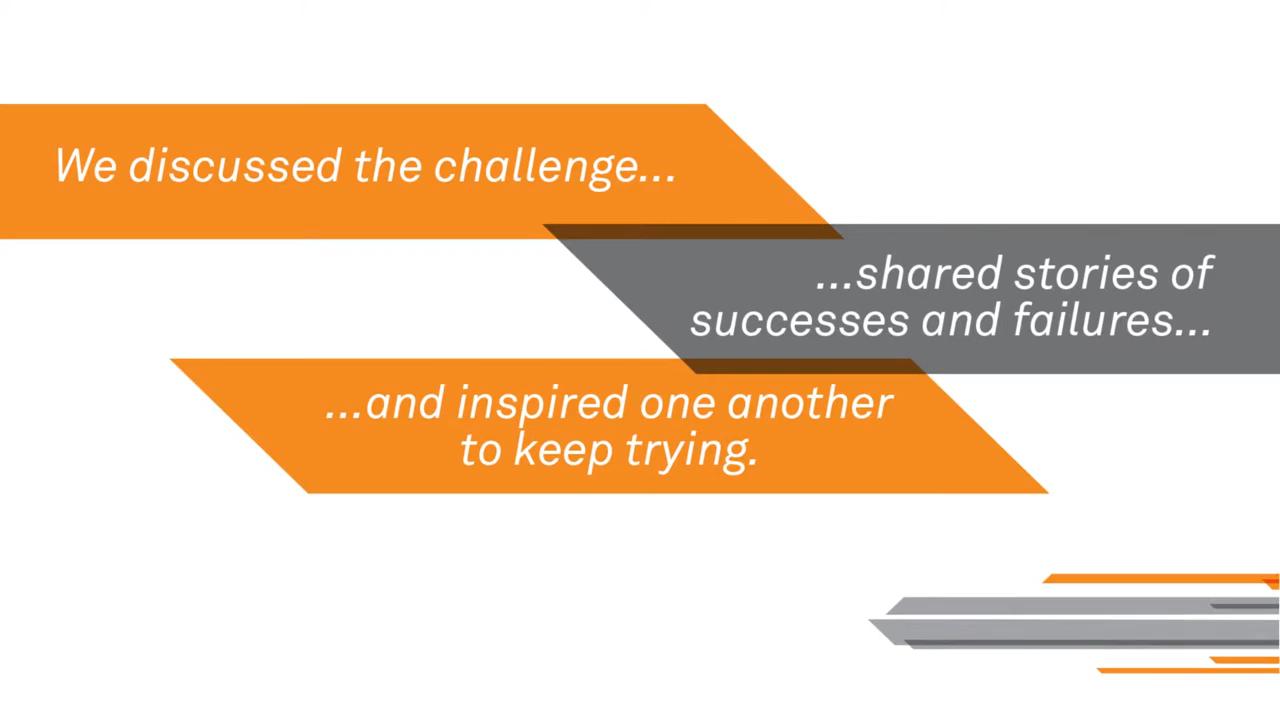 We discussed the challenge...
...shared stories of
successes and failures...
...and inspired one another
to keep trying.